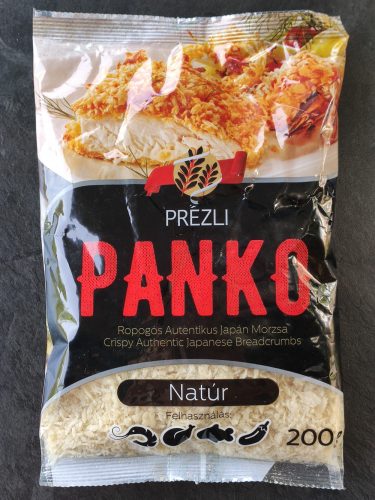 PRÉZLI
PANKO
Ropogós Autentikus Japán Morzsa
Crispy Authentic Japanese Breadcrumbs
Natúr
Felhasználás:
200